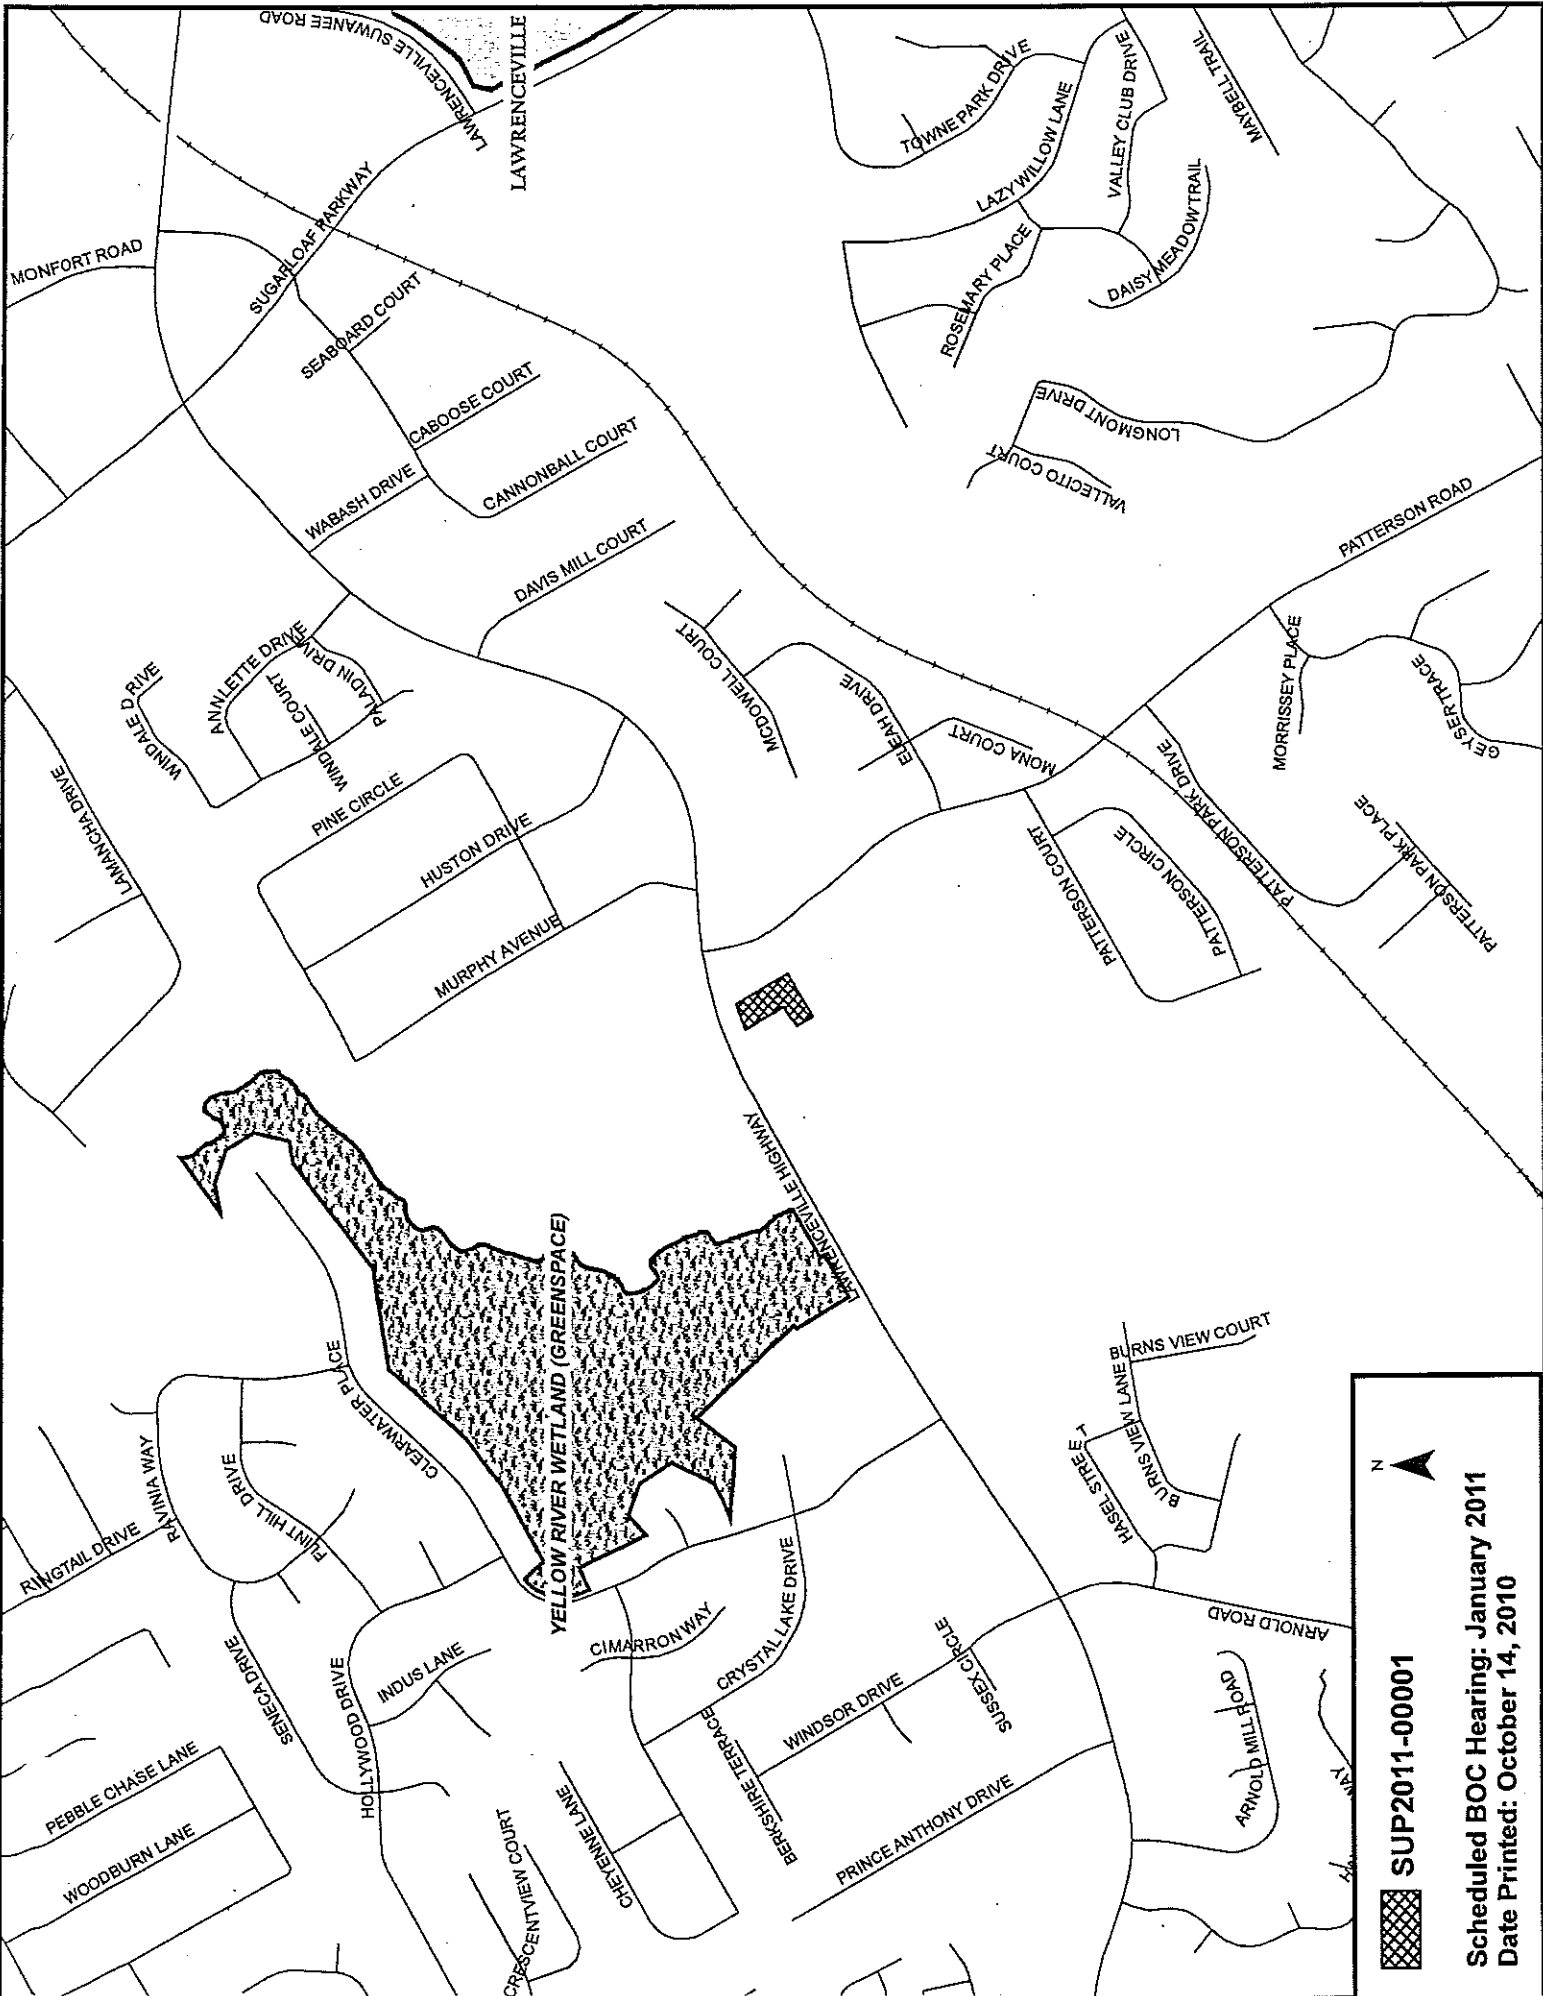 LAWRENCEVILLE SUWANEE ROAD
LAWRENCEVILLE
MONFORT ROAD
SUGARLOAF PARKWAY
SEABOARD COURT
CABOOSE COURT
WABASH DRIVE
CANNONBALL COURT
DAVIS MILL COURT
TOWNE PARK DRIVE
LAZY WILLOW LANE
VALLEY CLUB DRIVE
MAYBELL TRAIL
ROSEMARY PLACE
DAISY MEADOW TRAIL
LONGMONT DRIVE
VALLECITO COURT
PATTERSON ROAD
WINDALE DRIVE
ANNLETTE DRIVE
WINDALE COURT
PALADIN DRIVE
LAMANCHA DRIVE
PINE CIRCLE
HUSTON DRIVE
MURPHY AVENUE
MCDOWELL COURT
ELEAH DRIVE
MONA COURT
MORRISSEY PLACE
GEYSER TRACE
PATTERSON PARK DRIVE
PATTERSON PARK PLACE
PATTERSON COURT
PATTERSON CIRCLE
LAWRENCEVILLE HIGHWAY
LAWRENCEVILLE HIGHWAY
YELLOW RIVER WETLAND (GREENSPACE)
CLEARWATER PLACE
RAVINIA WAY
FLINT HILL DRIVE
RINGTAIL DRIVE
SENECA DRIVE
HOLLYWOOD DRIVE
INDUS LANE
PEBBLE CHASE LANE
WOODBURN LANE
CRESCENTVIEW COURT
CHEYENNE LANE
CIMARRON WAY
CRYSTAL LAKE DRIVE
BERKSHIRE TERRACE
WINDSOR DRIVE
SUSSEX CIRCLE
PRINCE ANTHONY DRIVE
BURNS VIEW COURT
BURNS VIEW LANE
HASEL STREET
ARNOLD ROAD
ARNOLD MILL ROAD
WAY
N
SUP2011-00001
Scheduled BOC Hearing: January 2011
Date Printed: October 14, 2010